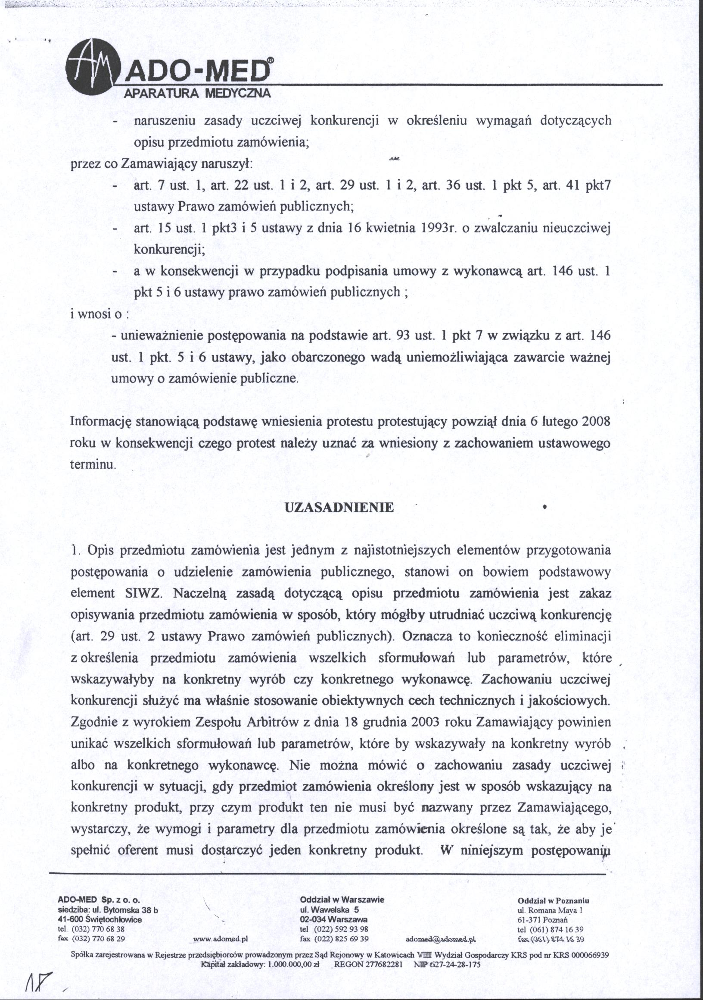 AM ADO-MED®
APARATURA MEDYCZNA
- naruszeniu zasady uczciwej konkurencji w określeniu wymagań dotyczących
opisu przedmiotu zamówienia;
przez co Zamawiający naruszył:
- art. 7 ust. 1, art. 22 ust. 1 i 2, art. 29 ust. 1 i 2, art. 36 ust. 1 pkt 5, art. 41 pkt7
ustawy Prawo zamówień publicznych;
- art. 15 ust. 1 pkt3 i 5 ustawy z dnia 16 kwietnia 1993r. o zwalczaniu nieuczciwej
konkurencji;
- a w konsekwencji w przypadku podpisania umowy z wykonawcą art. 146 ust. 1
pkt 5 i 6 ustawy prawo zamówień publicznych ;
i wnosi o :
- unieważnienie postępowania na podstawie art. 93 ust. 1 pkt 7 w związku z art. 146
ust. 1 pkt. 5 i 6 ustawy, jako obarczonego wadą uniemożliwiająca zawarcie ważnej
umowy o zamówienie publiczne.
Informację stanowiącą podstawę wniesienia protestu protestujący powziął dnia 6 lutego 2008
roku w konsekwencji czego protest należy uznać za wniesiony z zachowaniem ustawowego
terminu.
UZASADNIENIE
1. Opis przedmiotu zamówienia jest jednym z najistotniejszych elementów przygotowania
postępowania o udzielenie zamówienia publicznego, stanowi on bowiem podstawowy
element SIWZ. Naczelną zasadą dotyczącą opisu przedmiotu zamówienia jest zakaz
opisywania przedmiotu zamówienia w sposób, który mógłby utrudniać uczciwą konkurencję
(art. 29 ust. 2 ustawy Prawo zamówień publicznych). Oznacza to konieczność eliminacji
z określenia przedmiotu zamówienia wszelkich sformułowań lub parametrów, które
wskazywałyby na konkretny wyrób czy konkretnego wykonawcę. Zachowaniu uczciwej
konkurencji służyć ma właśnie stosowanie obiektywnych cech technicznych i jakościowych.
Zgodnie z wyrokiem Zespołu Arbitrów z dnia 18 grudnia 2003 roku Zamawiający powinien
unikać wszelkich sformułowań lub parametrów, które by wskazywały na konkretny wyrób
albo na konkretnego wykonawcę. Nie można mówić o zachowaniu zasady uczciwej
konkurencji w sytuacji, gdy przedmiot zamówienia określony jest w sposób wskazujący na
konkretny produkt, przy czym produkt ten nie musi być nazwany przez Zamawiającego,
wystarczy, że wymogi i parametry dla przedmiotu zamówienia określone są tak, że aby je
spełnić oferent musi dostarczyć jeden konkretny produkt. W niniejszym postępowaniu
ADO-MED Sp. z o. o. Oddział w Warszawie Oddział w Poznaniu
siedziba: ul. Bytomska 38 b ul. Wawelska 5 ul. Romana Maya 1
41-600 Świętochłowice 02-034 Warszawa 61-371 Poznań
tel. (032) 770 68 38 tel (022) 592 93 98 tel (061) 874 16 39
fax (032) 770 68 29 www.adomed.pl fax (022) 825 69 39 adomed@adomed.pl fax (061) 874 16 39
Spółka zarejestrowana w Rejestrze przedsiębiorców prowadzonym przez Sąd Rejonowy w Katowicach VIII Wydział Gospodarczy KRS pod nr KRS 000066939
Kapitał zakładowy: 1.000.000,00 zł REGON 277682281 NIP 627-24-28-175